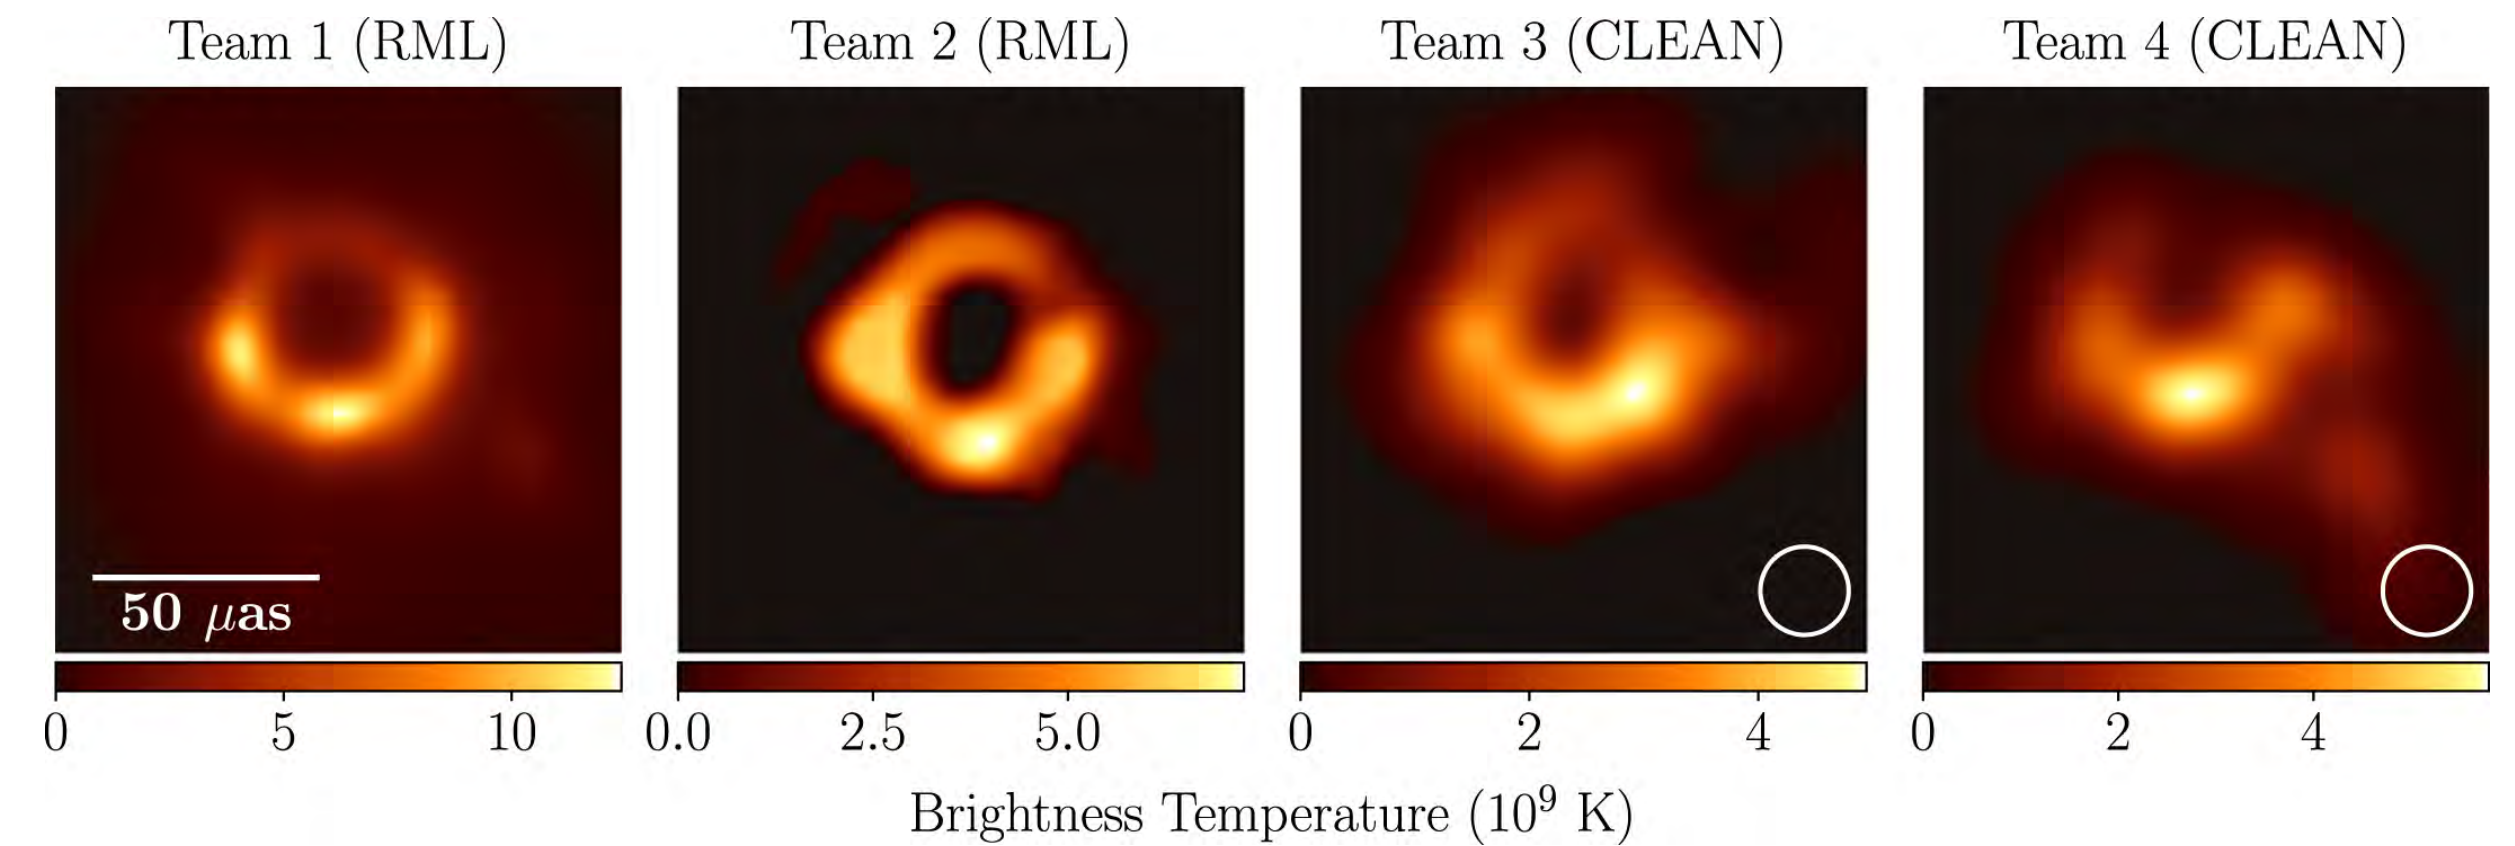 Team 1 (RML) Team 2 (RML) Team 3 (CLEAN) Team 4 (CLEAN)
50 μas
0 5 10 0.0 2.5 5.0 0 2 4 0 2 4
Brightness Temperature (10⁹ K)